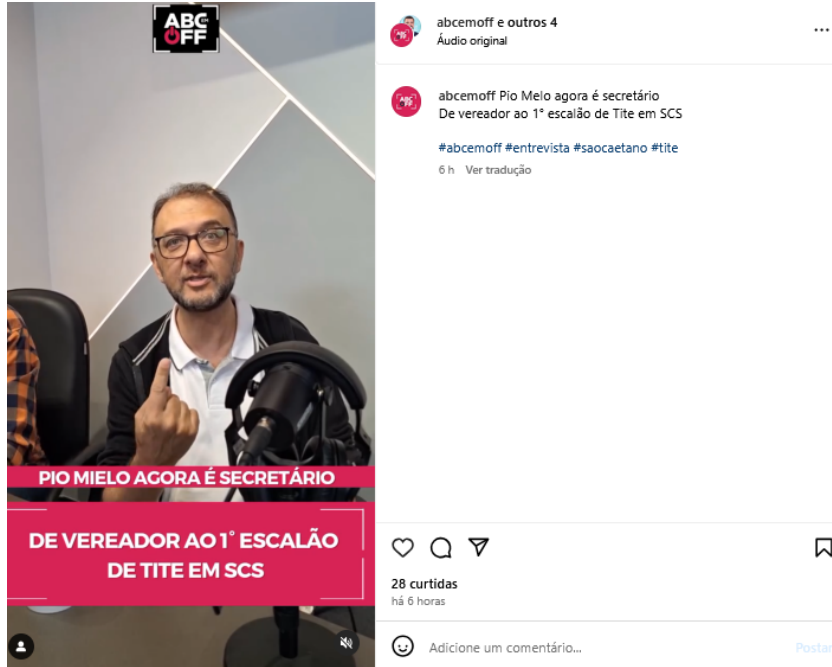 ABC EM
OFF
PIO MIELO AGORA É SECRETÁRIO
DE VEREADOR AO 1° ESCALÃO
DE TITE EM SCS
abcemoff e outros 4
Áudio original
abcemoff Pio Melo agora é secretário
De vereador ao 1° escalão de Tite em SCS
#abcemoff #entrevista #saocaetano #tite
6 h Ver tradução
28 curtidas
há 6 horas
Adicione um comentário...
Postar